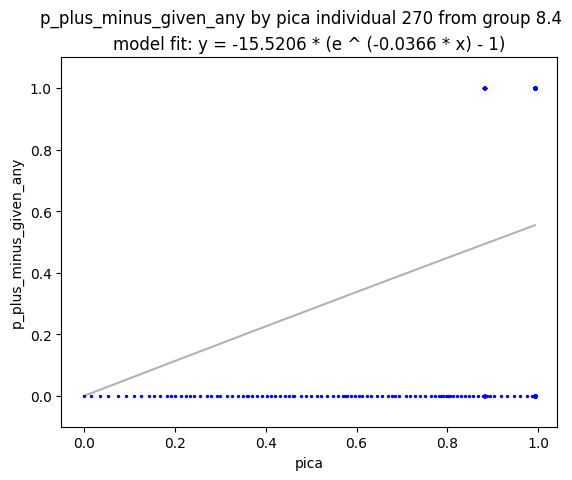 p_plus_minus_given_any by pica individual 270 from group 8.4
model fit: y = -15.5206 * (e ^ (-0.0366 * x) - 1)
1.0
0.8
0.6
0.4
0.2
0.0
p_plus_minus_given_any
0.0 0.2 0.4 0.6 0.8 1.0
pica